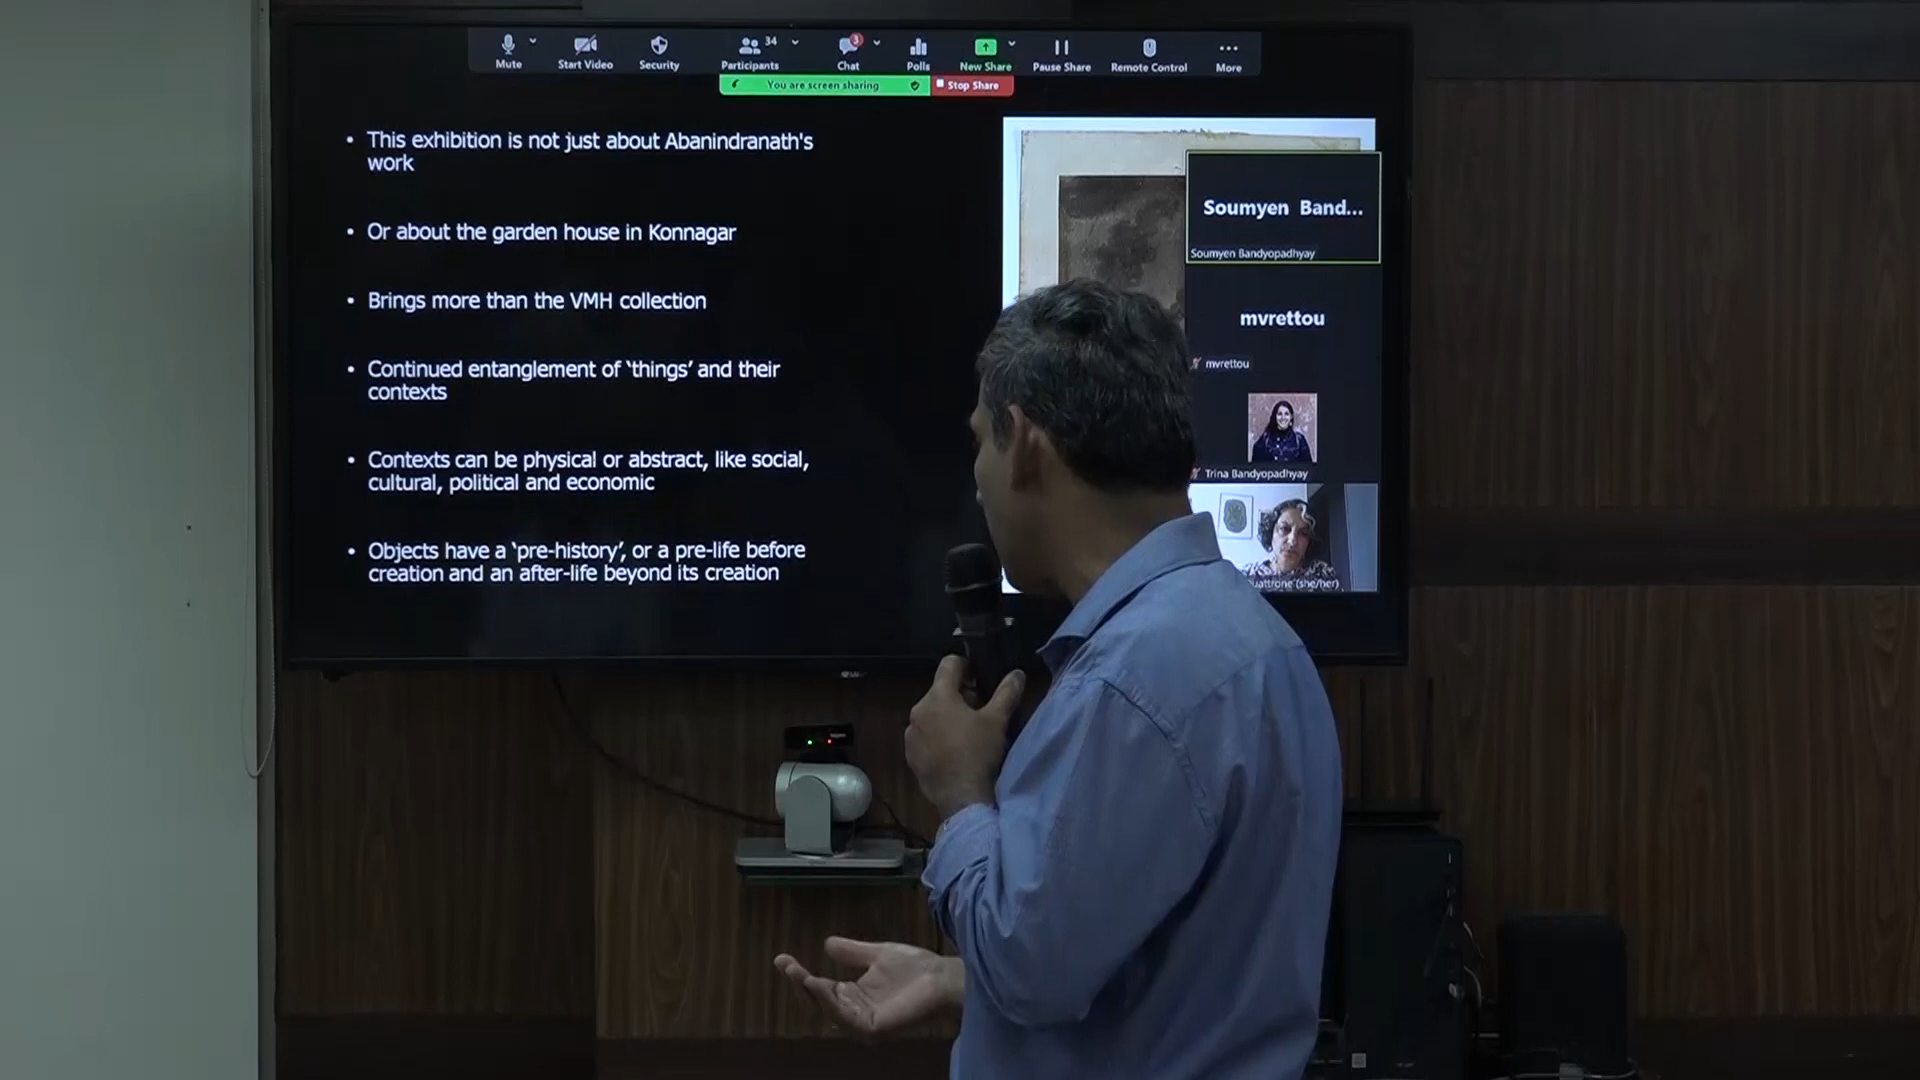 34
3
Mute
Start Video
Security
Participants
Chat
Polls
New Share
Pause Share
Remote Control
More
You are screen sharing
Stop Share
• This exhibition is not just about Abanindranath's
work
• Or about the garden house in Konnagar
• Brings more than the VMH collection
• Continued entanglement of ‘things’ and their
contexts
• Contexts can be physical or abstract, like social,
cultural, political and economic
• Objects have a ‘pre-history’, or a pre-life before
creation and an after-life beyond its creation
Soumyen Band...
Soumyen Bandyopadhyay
mvrettou
mvrettou
Trina Bandyopadhyay
uattrone (she/her)